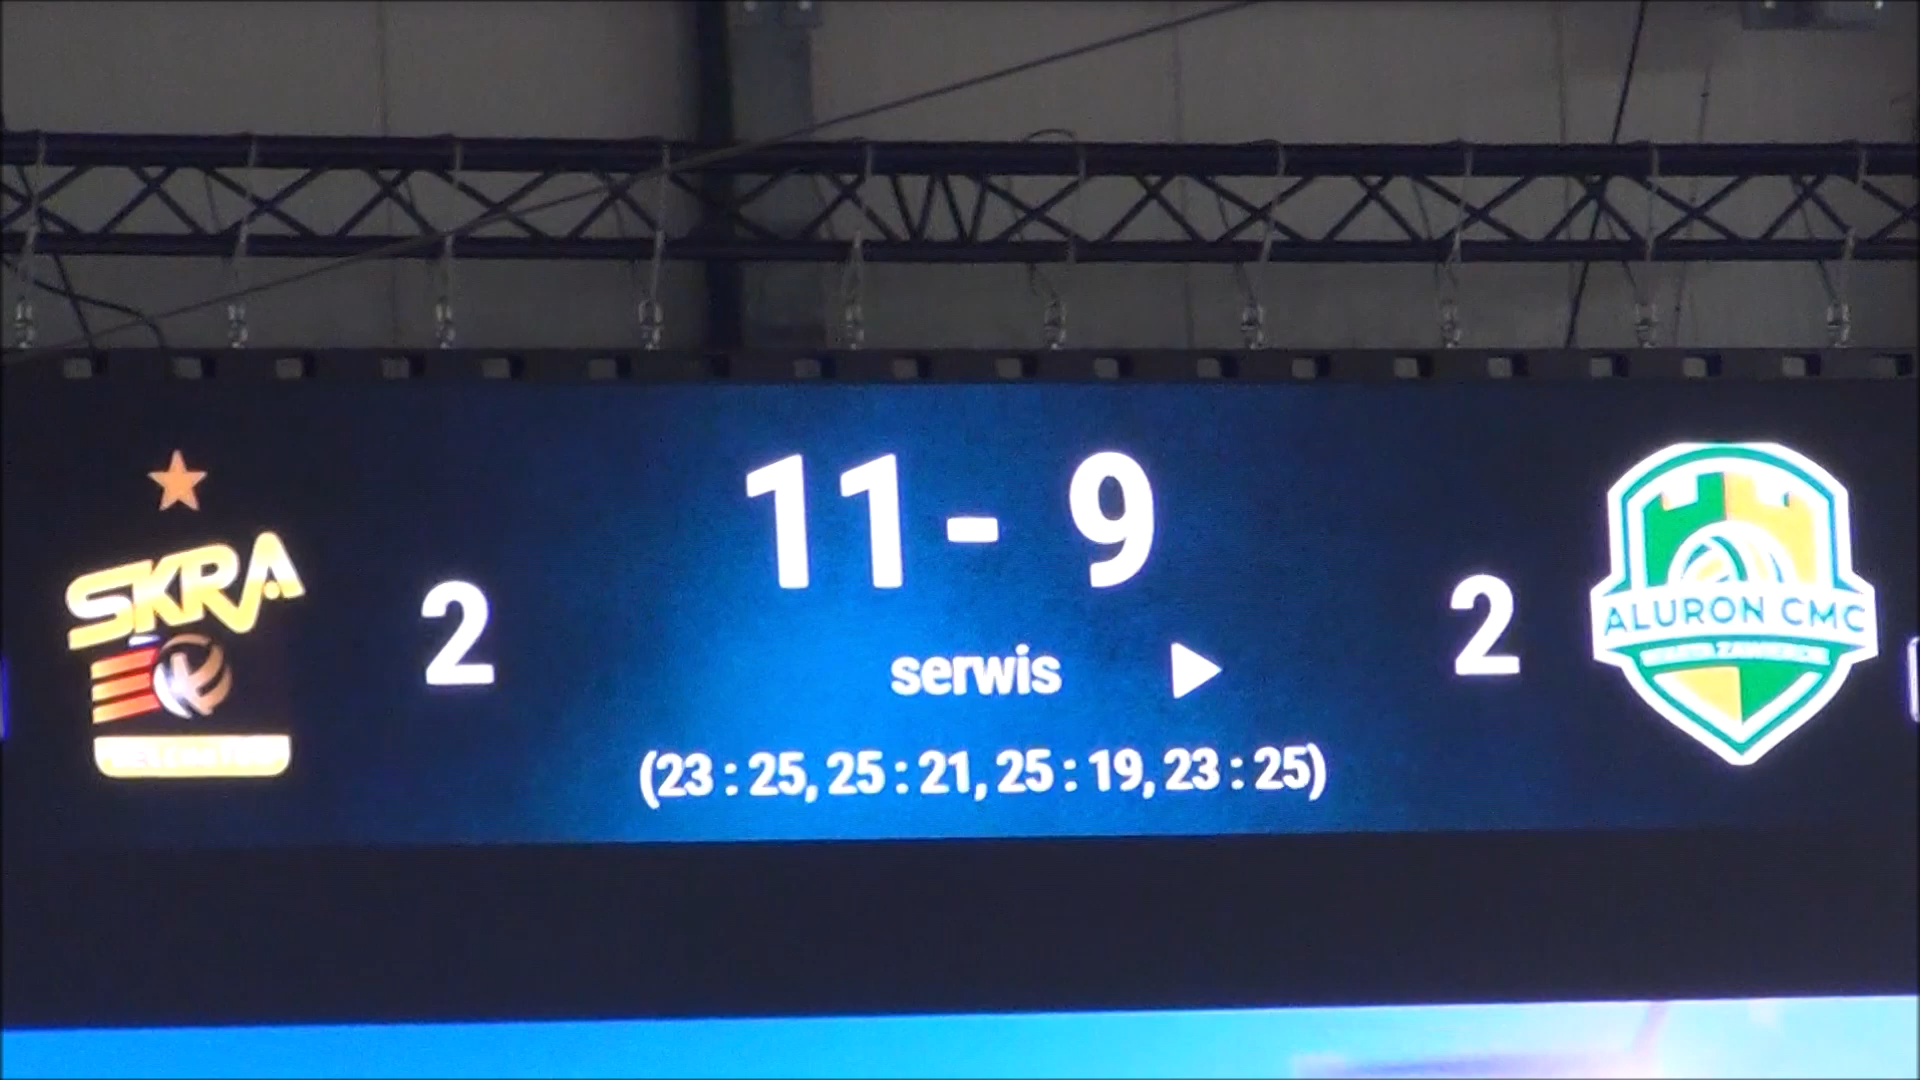 11 - 9
SKRA
2
2
ALURON CMC
serwis
(23 : 25, 25 : 21, 25 : 19, 23 : 25)